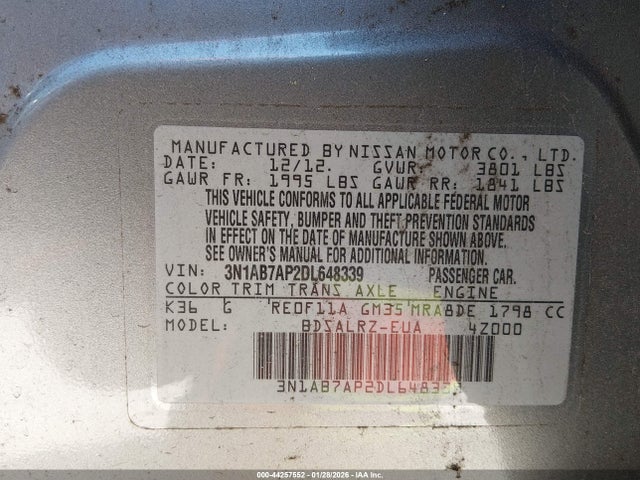 MANUFACTURED BY NISSAN MOTOR CO., LTD.
DATE: 12/12. GVWR: 3801 LBS
GAWR FR: 1995 LBS GAWR RR: 1841 LBS
THIS VEHICLE CONFORMS TO ALL APPLICABLE FEDERAL MOTOR
VEHICLE SAFETY, BUMPER AND THEFT PREVENTION STANDARDS
IN EFFECT ON THE DATE OF MANUFACTURE SHOWN ABOVE.
SEE OWNER'S MANUAL FOR ADDITIONAL INFORMATION.
VIN: 3N1AB7AP2DL648339 PASSENGER CAR.
COLOR TRIM TRANS AXLE ENGINE
K36 G RE0F11A GM35 MRA8DE 1798 CC
MODEL: BDSALRZ-EUA 4Z000
3N1AB7AP2DL648339
000-44257552 | 01/28/2026 - IAA Inc.